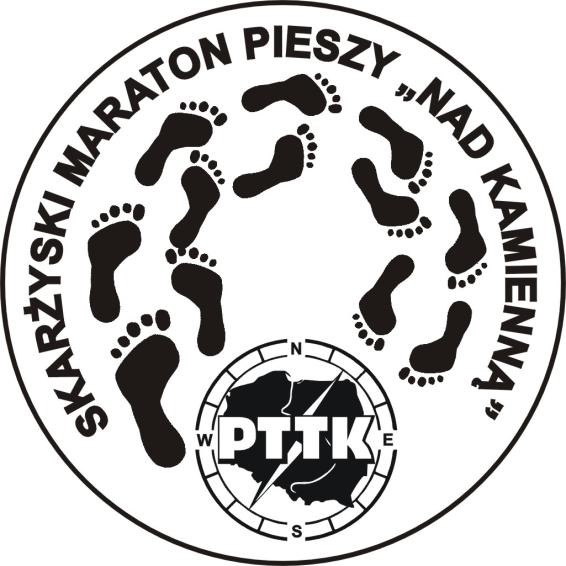 SKARŻYSKI MARATON PIESZY „NAD KAMIENNĄ”
N
W PTTK E
S